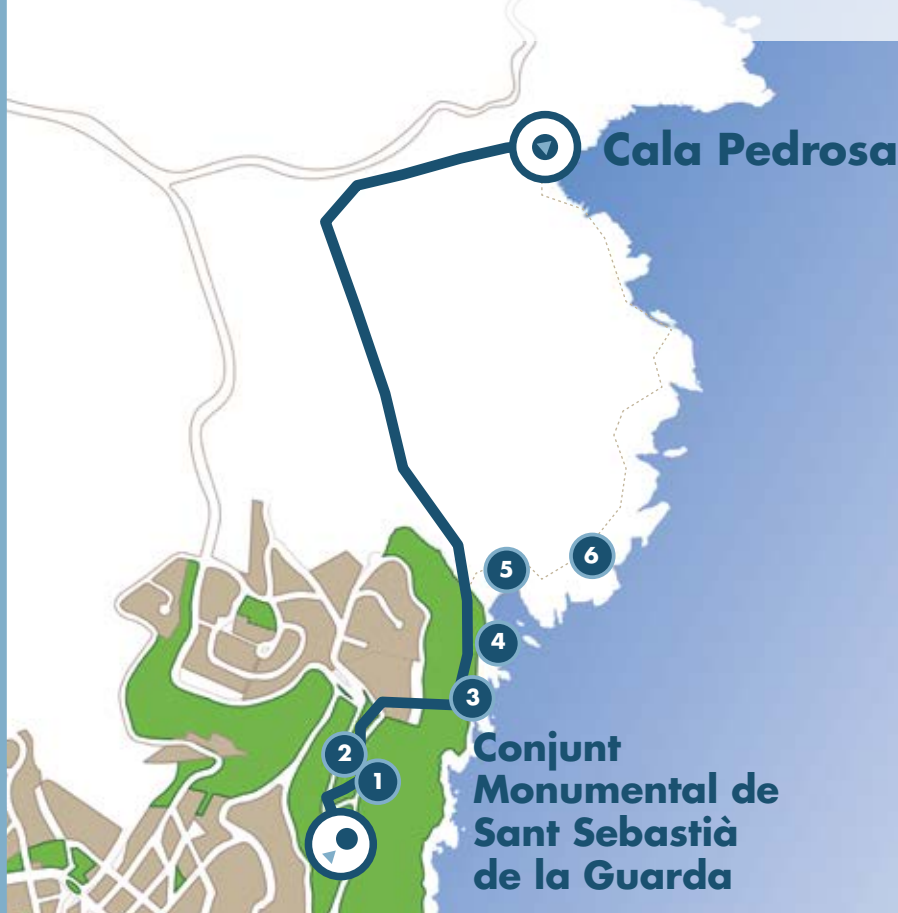 Cala Pedrosa
6
5
4
3
2
1
Conjunt
Monumental de
Sant Sebastià
de la Guarda